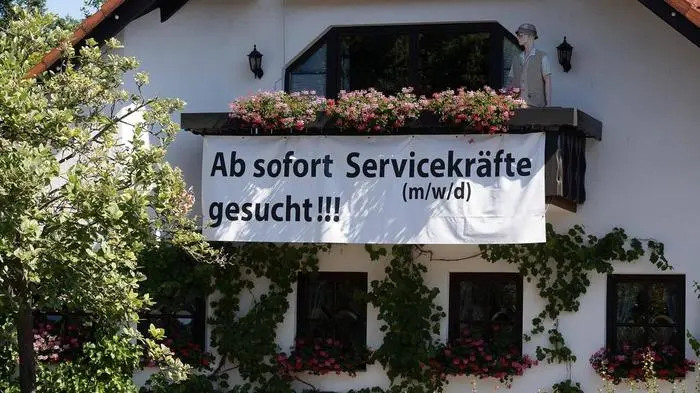 Ab sofort Servicekräfte
(m/w/d)
gesucht!!!